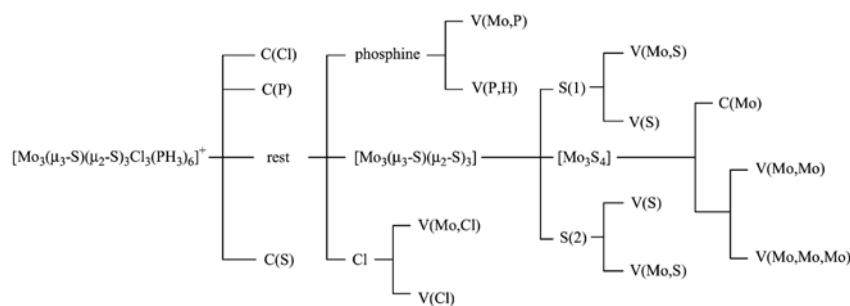 [Mo₃(μ₃-S)(μ₂-S)₃Cl₃(PH₃)₆]⁺
C(Cl)
C(P)
rest
C(S)
phosphine
V(Mo,P)
V(P,H)
[Mo₃(μ₃-S)(μ₂-S)₃]
Cl
V(Mo,Cl)
V(Cl)
S(1)
V(Mo,S)
V(S)
[Mo₃S₄]
S(2)
V(S)
V(Mo,S)
C(Mo)
V(Mo,Mo)
V(Mo,Mo,Mo)